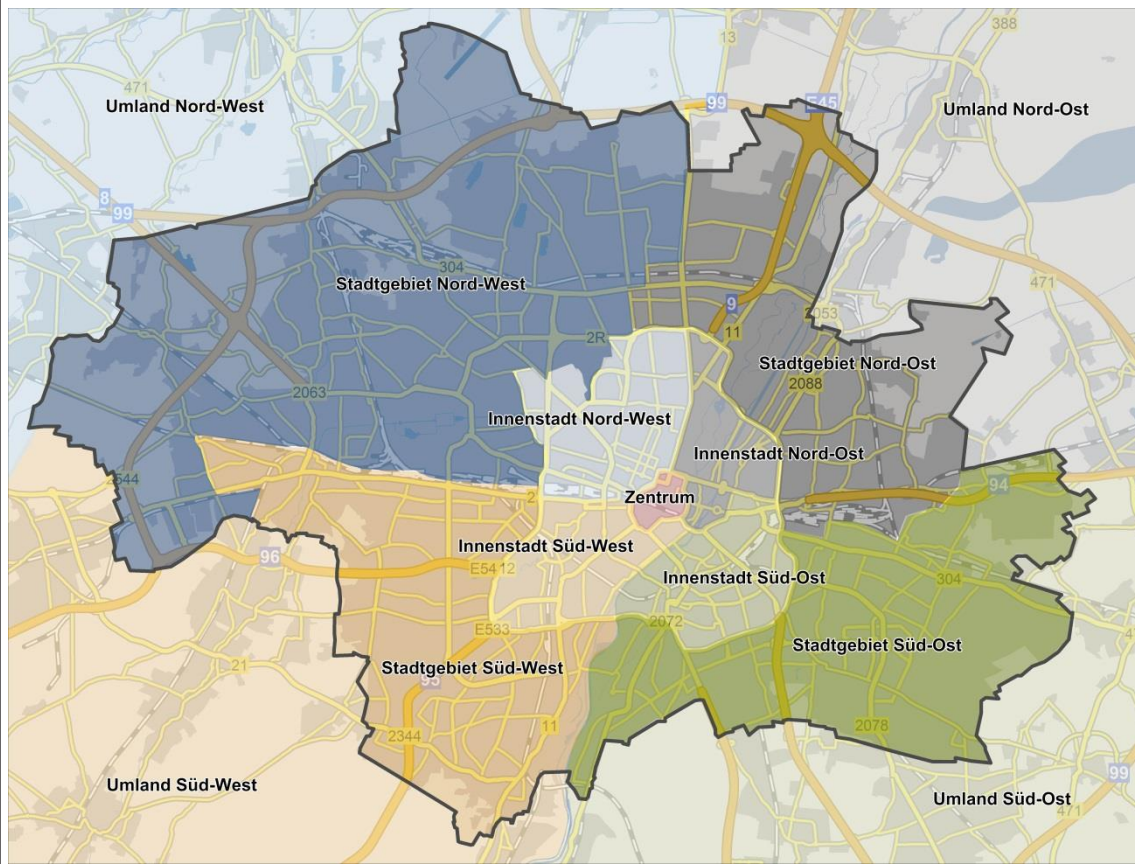 388
13
471
99
E45
Umland Nord-West
Umland Nord-Ost
8
99
304
Stadtgebiet Nord-West
471
9
2053
2R
11
Stadtgebiet Nord-Ost
2063
2088
Innenstadt Nord-West
Innenstadt Nord-Ost
2544
94
Zentrum
2
Innenstadt Süd-West
96
E54 12
Innenstadt Süd-Ost
304
2072
E533
Stadtgebiet Süd-Ost
21
Stadtgebiet Süd-West
95
11
2344
2078
99
Umland Süd-West
Umland Süd-Ost
471